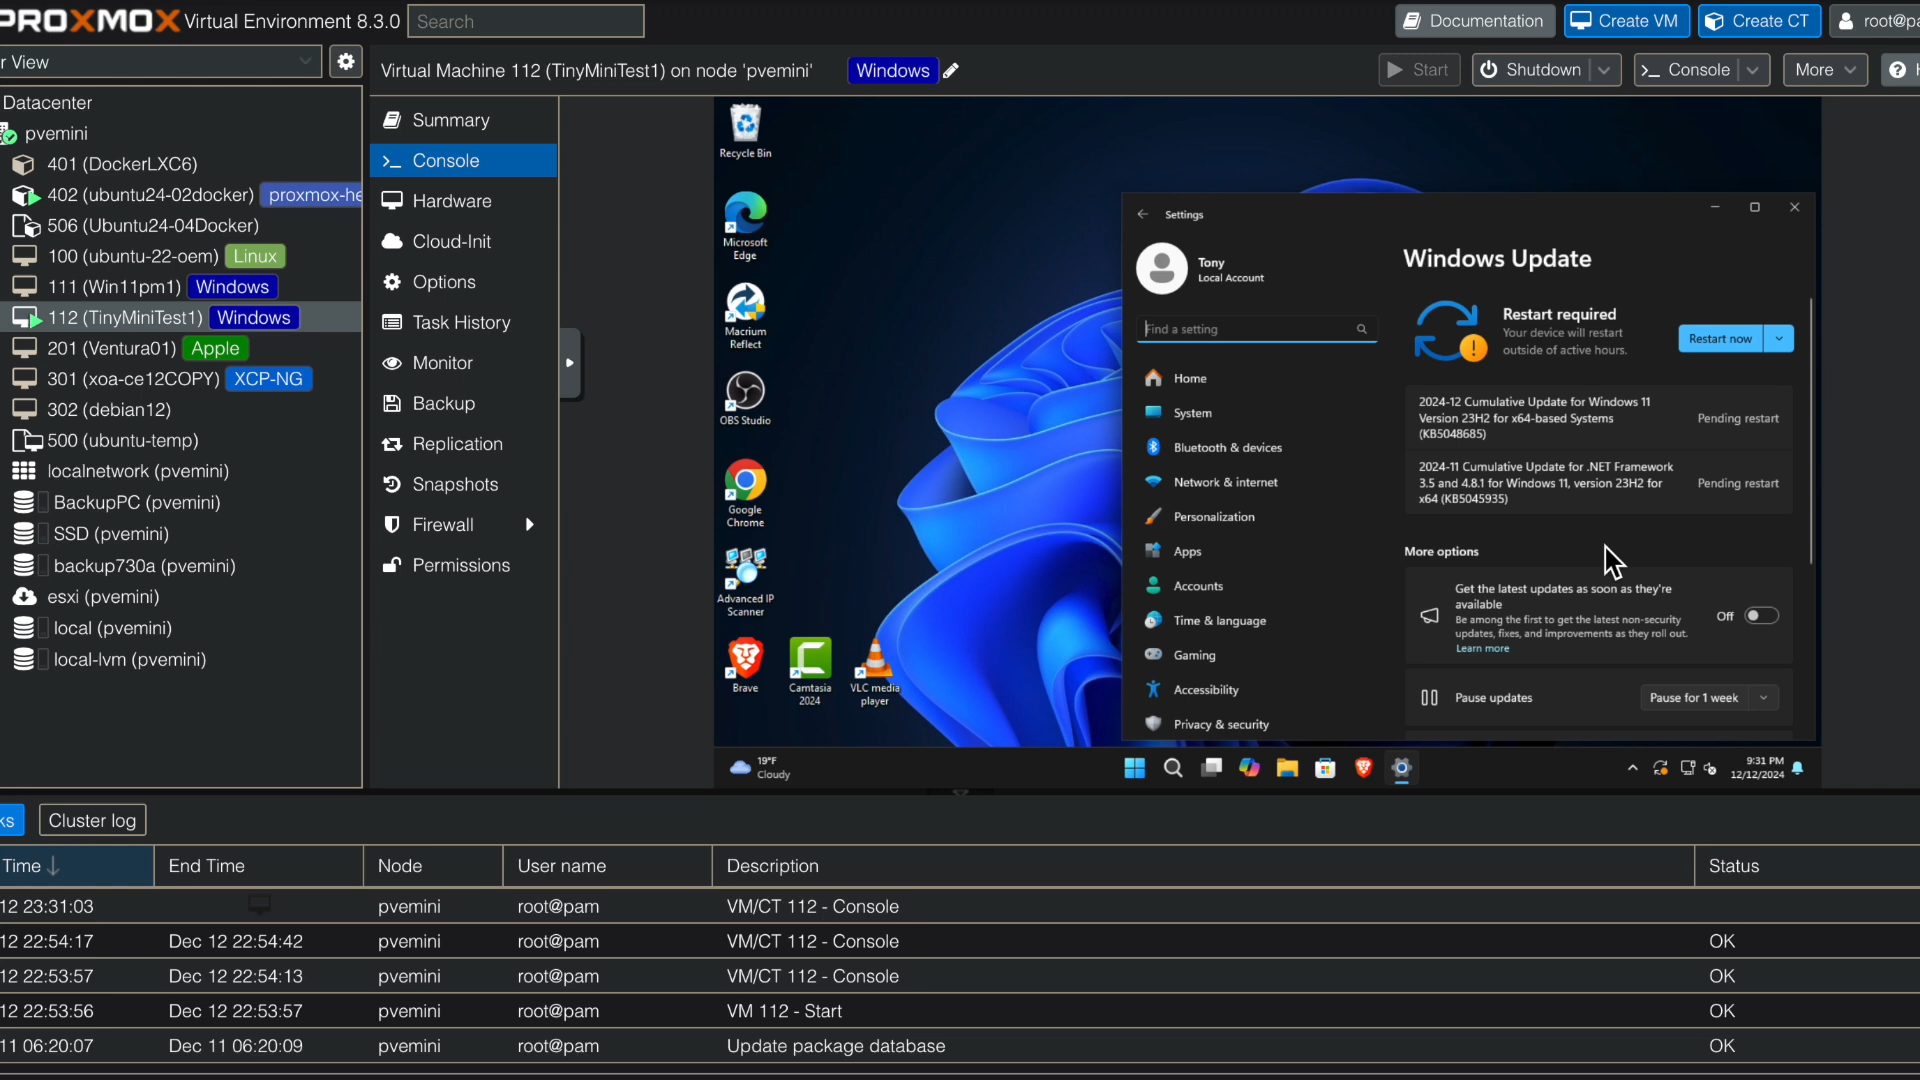 PROXMOX Virtual Environment 8.3.0
Search
Documentation
Create VM
Create CT
root@pa
r View
Virtual Machine 112 (TinyMiniTest1) on node 'pvemini'
Windows
Start
Shutdown
Console
More
Datacenter
pvemini
401 (DockerLXC6)
402 (ubuntu24-02docker) proxmox-he
506 (Ubuntu24-04Docker)
100 (ubuntu-22-oem) Linux
111 (Win11pm1) Windows
112 (TinyMiniTest1) Windows
201 (Ventura01) Apple
301 (xoa-ce12COPY) XCP-NG
302 (debian12)
500 (ubuntu-temp)
localnetwork (pvemini)
BackupPC (pvemini)
SSD (pvemini)
backup730a (pvemini)
esxi (pvemini)
local (pvemini)
local-lvm (pvemini)
Summary
Console
Hardware
Cloud-Init
Options
Task History
Monitor
Backup
Replication
Snapshots
Firewall
Permissions
Recycle Bin
Microsoft
Edge
Macrium
Reflect
OBS Studio
Google
Chrome
Advanced IP
Scanner
Brave
Camtasia
2024
VLC media
player
Settings
Tony
Local Account
Find a setting
Home
System
Bluetooth & devices
Network & internet
Personalization
Apps
Accounts
Time & language
Gaming
Accessibility
Privacy & security
Windows Update
Restart required
Your device will restart
outside of active hours.
Restart now
2024-12 Cumulative Update for Windows 11
Version 23H2 for x64-based Systems
(KB5048685)
Pending restart
2024-11 Cumulative Update for .NET Framework
3.5 and 4.8.1 for Windows 11, version 23H2 for
x64 (KB5045935)
Pending restart
More options
Get the latest updates as soon as they're
available
Be among the first to get the latest non-security
updates, fixes, and improvements as they roll out.
Learn more
Off
Pause updates
Pause for 1 week
19°F
Cloudy
9:31 PM
12/12/2024
ks
Cluster log
Time End Time Node User name Description Status
12 23:31:03 pvemini root@pam VM/CT 112 - Console
12 22:54:17 Dec 12 22:54:42 pvemini root@pam VM/CT 112 - Console OK
12 22:53:57 Dec 12 22:54:13 pvemini root@pam VM/CT 112 - Console OK
12 22:53:56 Dec 12 22:53:57 pvemini root@pam VM 112 - Start OK
11 06:20:07 Dec 11 06:20:09 pvemini root@pam Update package database OK